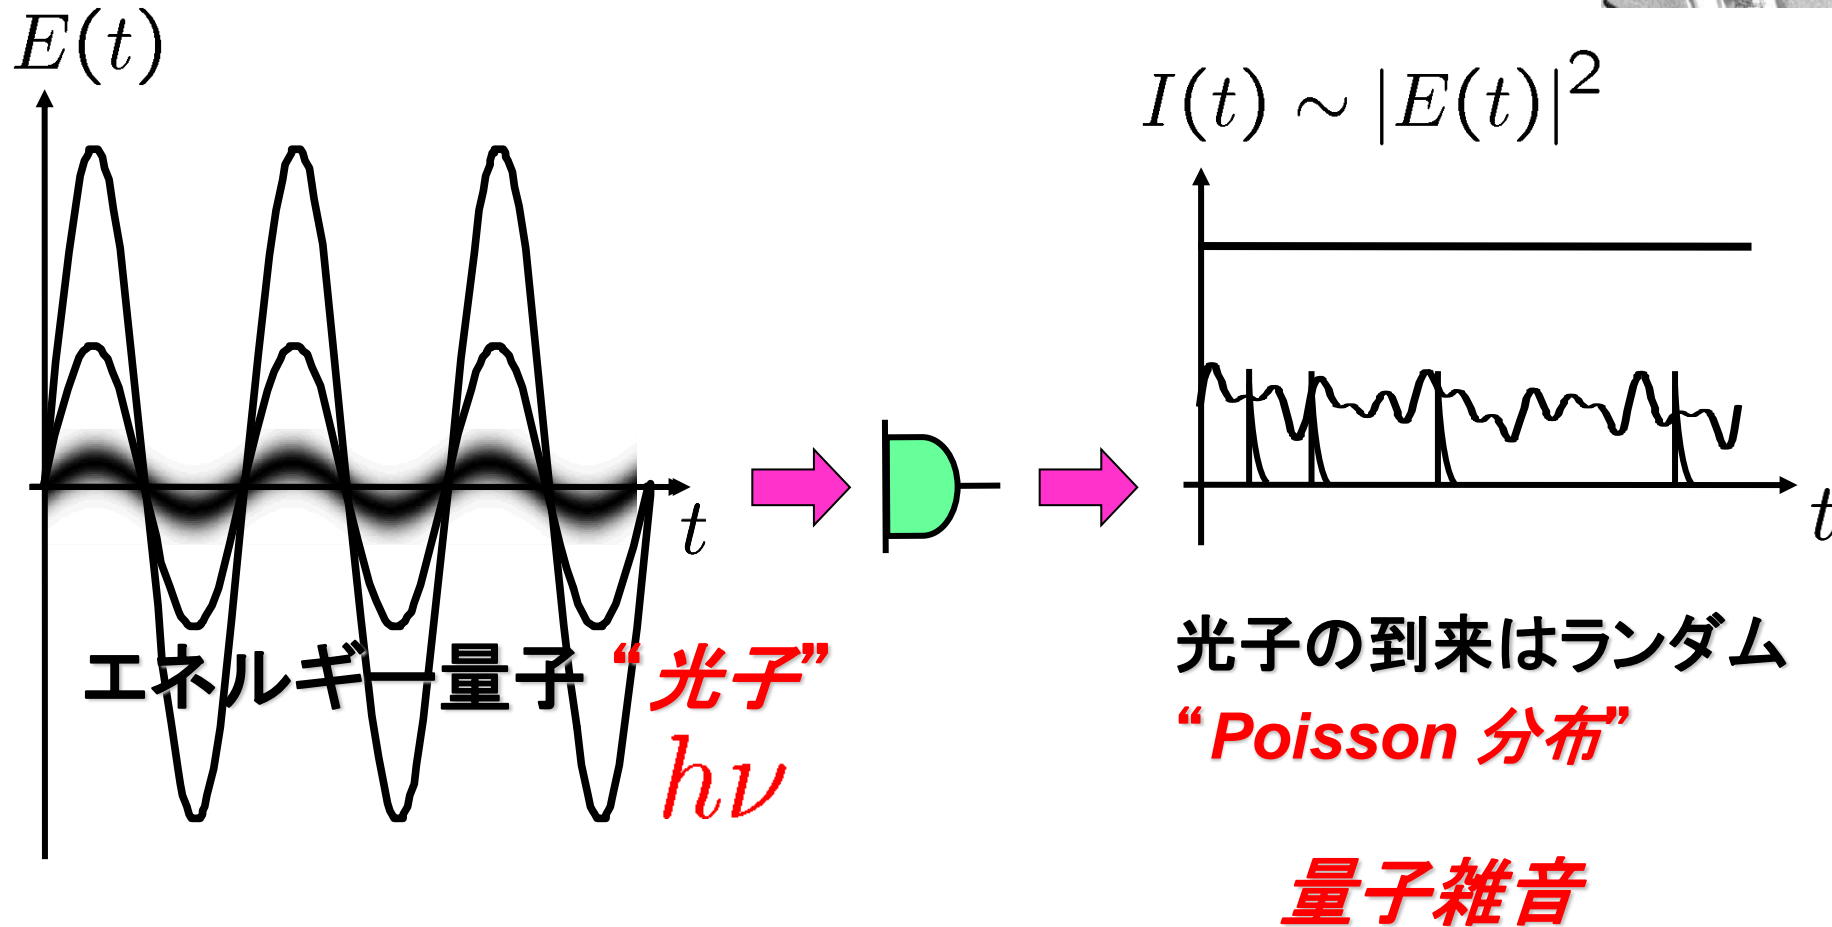 E(t)
t
エネルギー量子 “光子”
hν
I(t) ∼ |E(t)|²
t
光子の到来はランダム
“Poisson 分布”
量子雑音